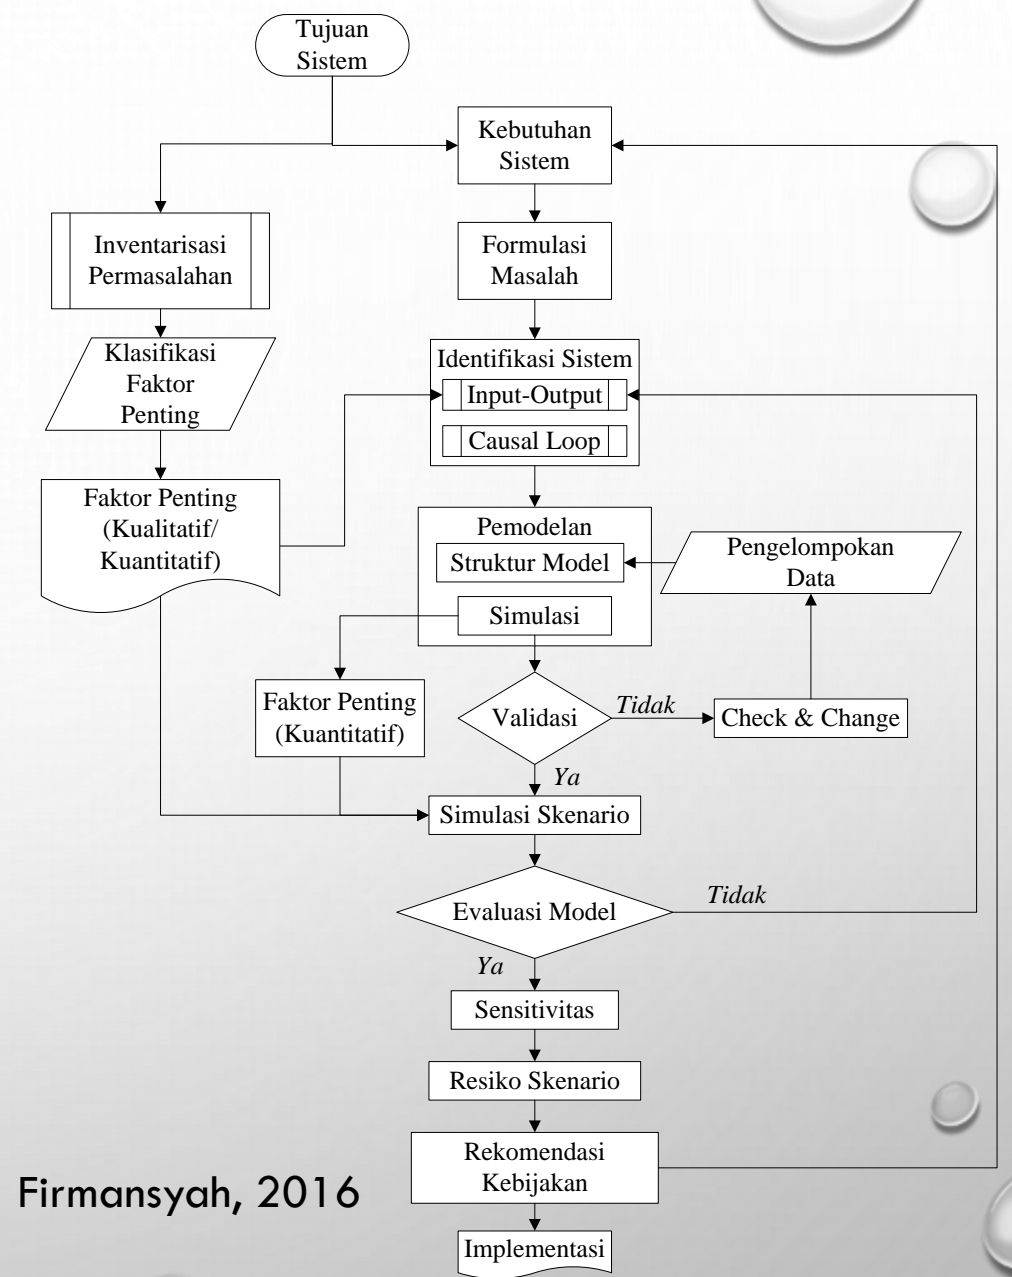 Tujuan
Sistem
Kebutuhan
Sistem
Inventarisasi
Permasalahan
Formulasi
Masalah
Klasifikasi
Faktor
Penting
Identifikasi Sistem
Input-Output
Causal Loop
Faktor Penting
(Kualitatif/
Kuantitatif)
Pemodelan
Struktur Model
Simulasi
Pengelompokan
Data
Faktor Penting
(Kuantitatif)
Validasi
Tidak
Check & Change
Ya
Simulasi Skenario
Evaluasi Model
Tidak
Ya
Sensitivitas
Resiko Skenario
Rekomendasi
Kebijakan
Implementasi
Firmansyah, 2016